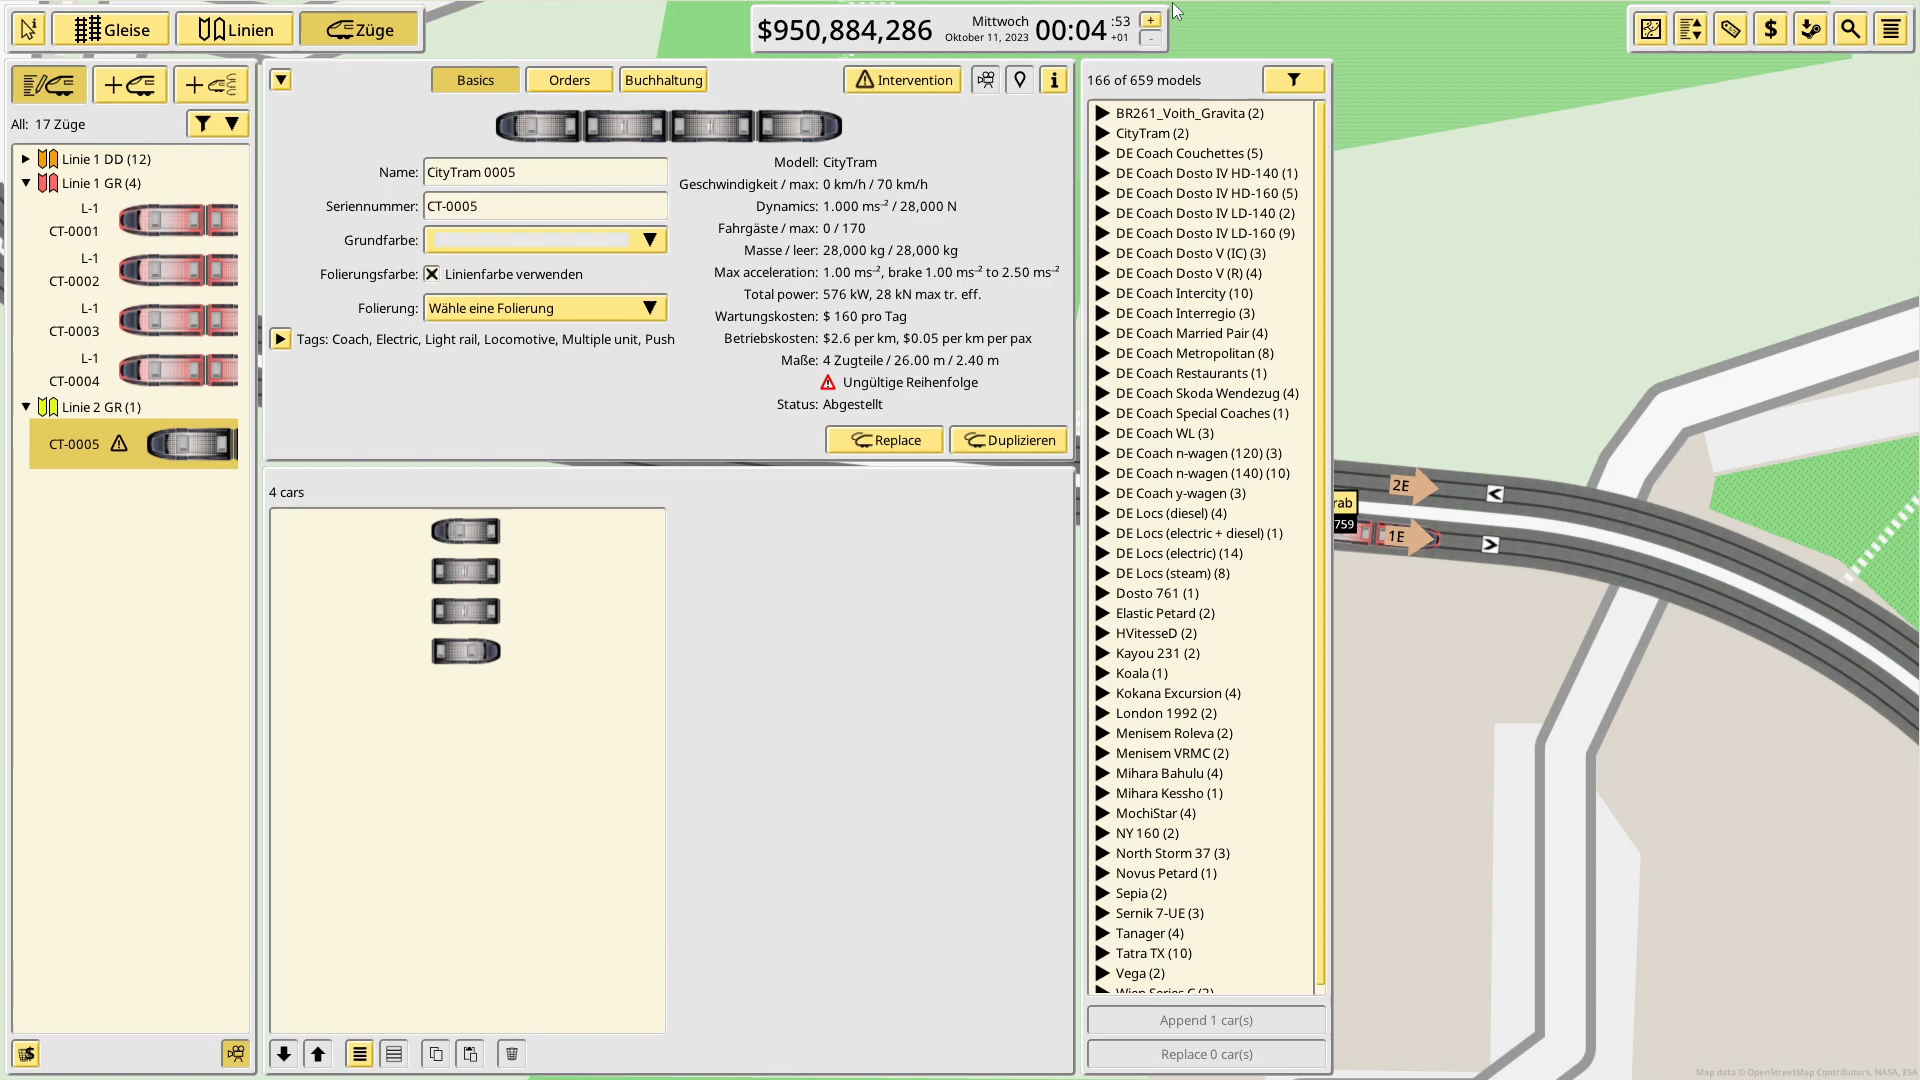 Gleise
Linien
Züge
$950,884,286
Mittwoch
Oktober 11, 2023
00:04
:53
+01
+
-
$
All: 17 Züge
Linie 1 DD (12)
Linie 1 GR (4)
L-1
CT-0001
L-1
CT-0002
L-1
CT-0003
L-1
CT-0004
Linie 2 GR (1)
CT-0005
Basics
Orders
Buchhaltung
Intervention
Name:
CityTram 0005
Seriennummer:
CT-0005
Grundfarbe:
Folierungsfarbe:
Linienfarbe verwenden
Folierung:
Wähle eine Folierung
Tags: Coach, Electric, Light rail, Locomotive, Multiple unit, Push
Modell: CityTram
Geschwindigkeit / max: 0 km/h / 70 km/h
Dynamics: 1.000 ms⁻² / 28,000 N
Fahrgäste / max: 0 / 170
Masse / leer: 28,000 kg / 28,000 kg
Max acceleration: 1.00 ms⁻², brake 1.00 ms⁻² to 2.50 ms⁻²
Total power: 576 kW, 28 kN max tr. eff.
Wartungskosten: $ 160 pro Tag
Betriebskosten: $2.6 per km, $0.05 per km per pax
Maße: 4 Zugteile / 26.00 m / 2.40 m
Ungültige Reihenfolge
Status: Abgestellt
Replace
Duplizieren
4 cars
166 of 659 models
BR261_Voith_Gravita (2)
CityTram (2)
DE Coach Couchettes (5)
DE Coach Dosto IV HD-140 (1)
DE Coach Dosto IV HD-160 (5)
DE Coach Dosto IV LD-140 (2)
DE Coach Dosto IV LD-160 (9)
DE Coach Dosto V (IC) (3)
DE Coach Dosto V (R) (4)
DE Coach Intercity (10)
DE Coach Interregio (3)
DE Coach Married Pair (4)
DE Coach Metropolitan (8)
DE Coach Restaurants (1)
DE Coach Skoda Wendezug (4)
DE Coach Special Coaches (1)
DE Coach WL (3)
DE Coach n-wagen (120) (3)
DE Coach n-wagen (140) (10)
DE Coach y-wagen (3)
DE Locs (diesel) (4)
DE Locs (electric + diesel) (1)
DE Locs (electric) (14)
DE Locs (steam) (8)
Dosto 761 (1)
Elastic Petard (2)
HVitesseD (2)
Kayou 231 (2)
Koala (1)
Kokana Excursion (4)
London 1992 (2)
Menisem Roleva (2)
Menisem VRMC (2)
Mihara Bahulu (4)
Mihara Kessho (1)
MochiStar (4)
NY 160 (2)
North Storm 37 (3)
Novus Petard (1)
Sepia (2)
Sernik 7-UE (3)
Tanager (4)
Tatra TX (10)
Vega (2)
Append 1 car(s)
Replace 0 car(s)
rab
759
2E
1E
Map data © OpenStreetMap Contributors, NASA, ESA